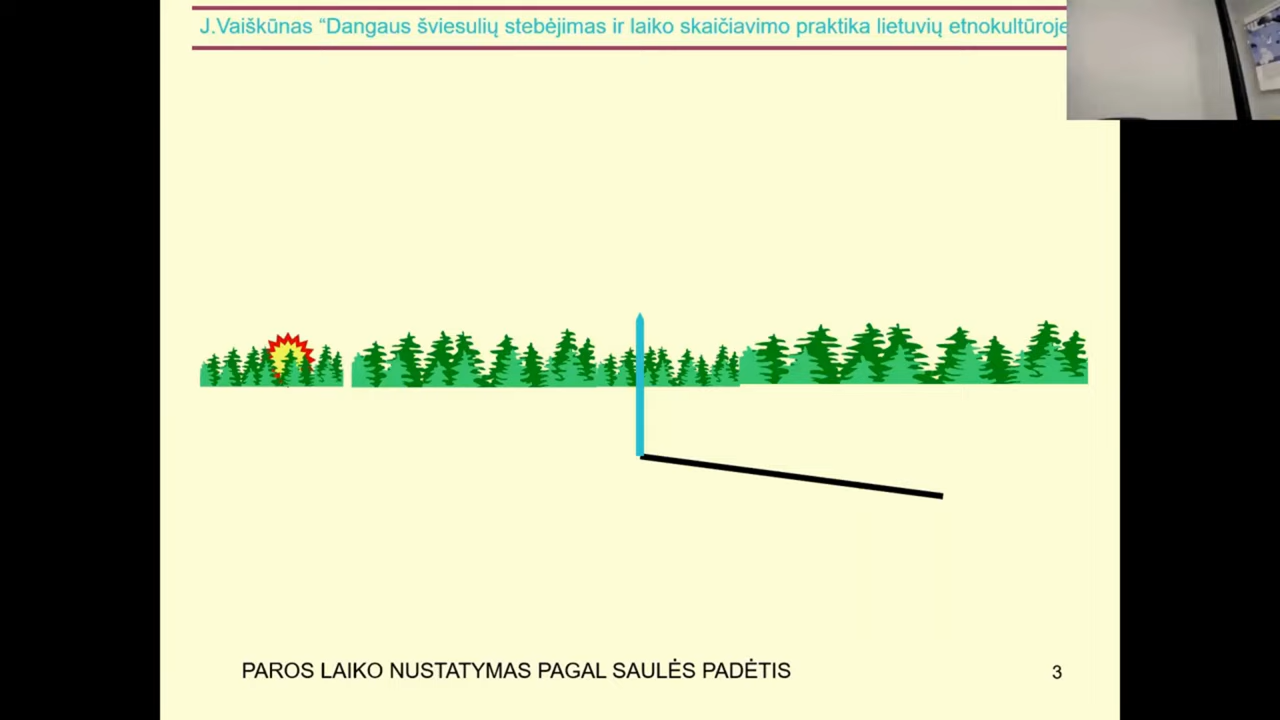 J.Vaiškūnas “Dangaus šviesulių stebėjimas ir laiko skaičiavimo praktika lietuvių etnokultūroje
PAROS LAIKO NUSTATYMAS PAGAL SAULĖS PADĖTIS
3